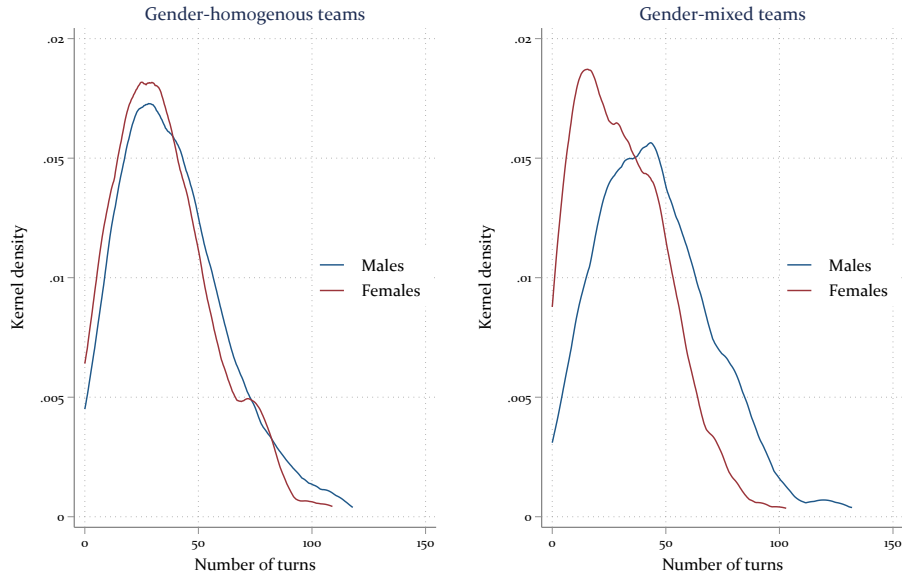 Gender-homogenous teams
.02
.015
.01
.005
0
Kernel density
0
50
100
150
Number of turns
Males
Females
Gender-mixed teams
.02
.015
.01
.005
0
Kernel density
0
50
100
150
Number of turns
Males
Females